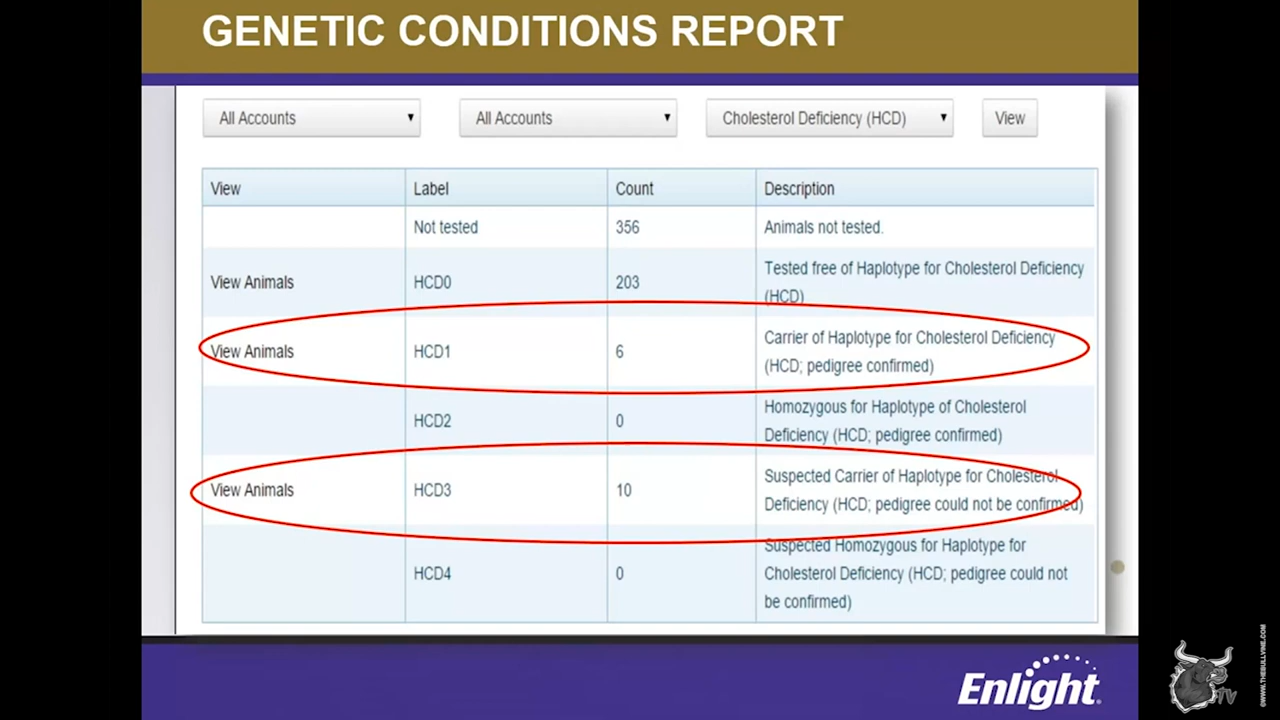 GENETIC CONDITIONS REPORT
All Accounts All Accounts Cholesterol Deficiency (HCD) View
View Label Count Description
Not tested 356 Animals not tested.
View Animals HCD0 203 Tested free of Haplotype for Cholesterol Deficiency
(HCD)
View Animals HCD1 6 Carrier of Haplotype for Cholesterol Deficiency
(HCD; pedigree confirmed)
HCD2 0 Homozygous for Haplotype of Cholesterol
Deficiency (HCD; pedigree confirmed)
View Animals HCD3 10 Suspected Carrier of Haplotype for Cholesterol
Deficiency (HCD; pedigree could not be confirmed)
HCD4 0 Suspected Homozygous for Haplotype for
Cholesterol Deficiency (HCD; pedigree could not
be confirmed)
Enlight
TV
©WWW.THEBULLVINE.COM